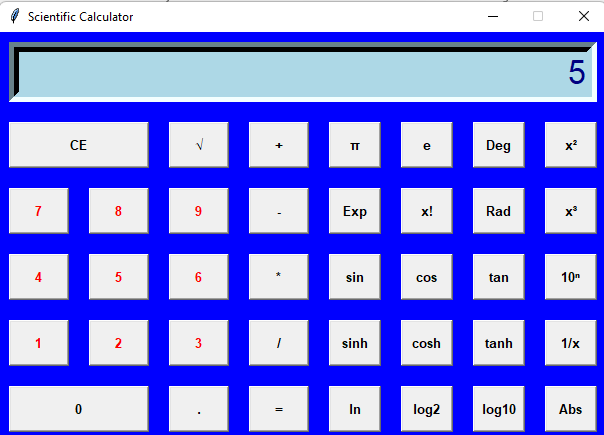 Scientific Calculator
5
CE √ + π e Deg x²
7 8 9 - Exp x! Rad x³
4 5 6 * sin cos tan 10ⁿ
1 2 3 / sinh cosh tanh 1/x
0 . = ln log2 log10 Abs